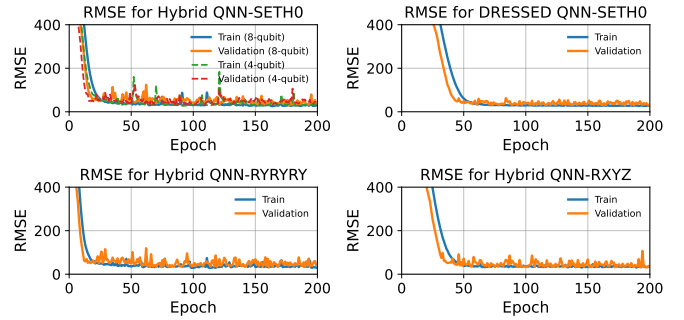 RMSE for Hybrid QNN-SETH0
RMSE
400
200
0
Train (8-qubit)
Validation (8-qubit)
Train (4-qubit)
Validation (4-qubit)
0 50 100 150 200
Epoch
RMSE for DRESSED QNN-SETH0
RMSE
400
200
0
Train
Validation
0 50 100 150 200
Epoch
RMSE for Hybrid QNN-RYRYRY
RMSE
400
200
0
Train
Validation
0 50 100 150 200
Epoch
RMSE for Hybrid QNN-RXYZ
RMSE
400
200
0
Train
Validation
0 50 100 150 200
Epoch